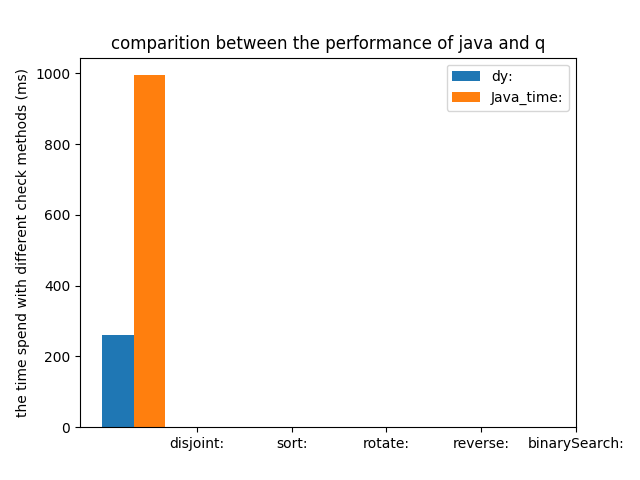 comparition between the performance of java and q
the time spend with different check methods (ms)
1000
800
600
400
200
0
dy:
Java_time:
disjoint:
sort:
rotate:
reverse:
binarySearch: